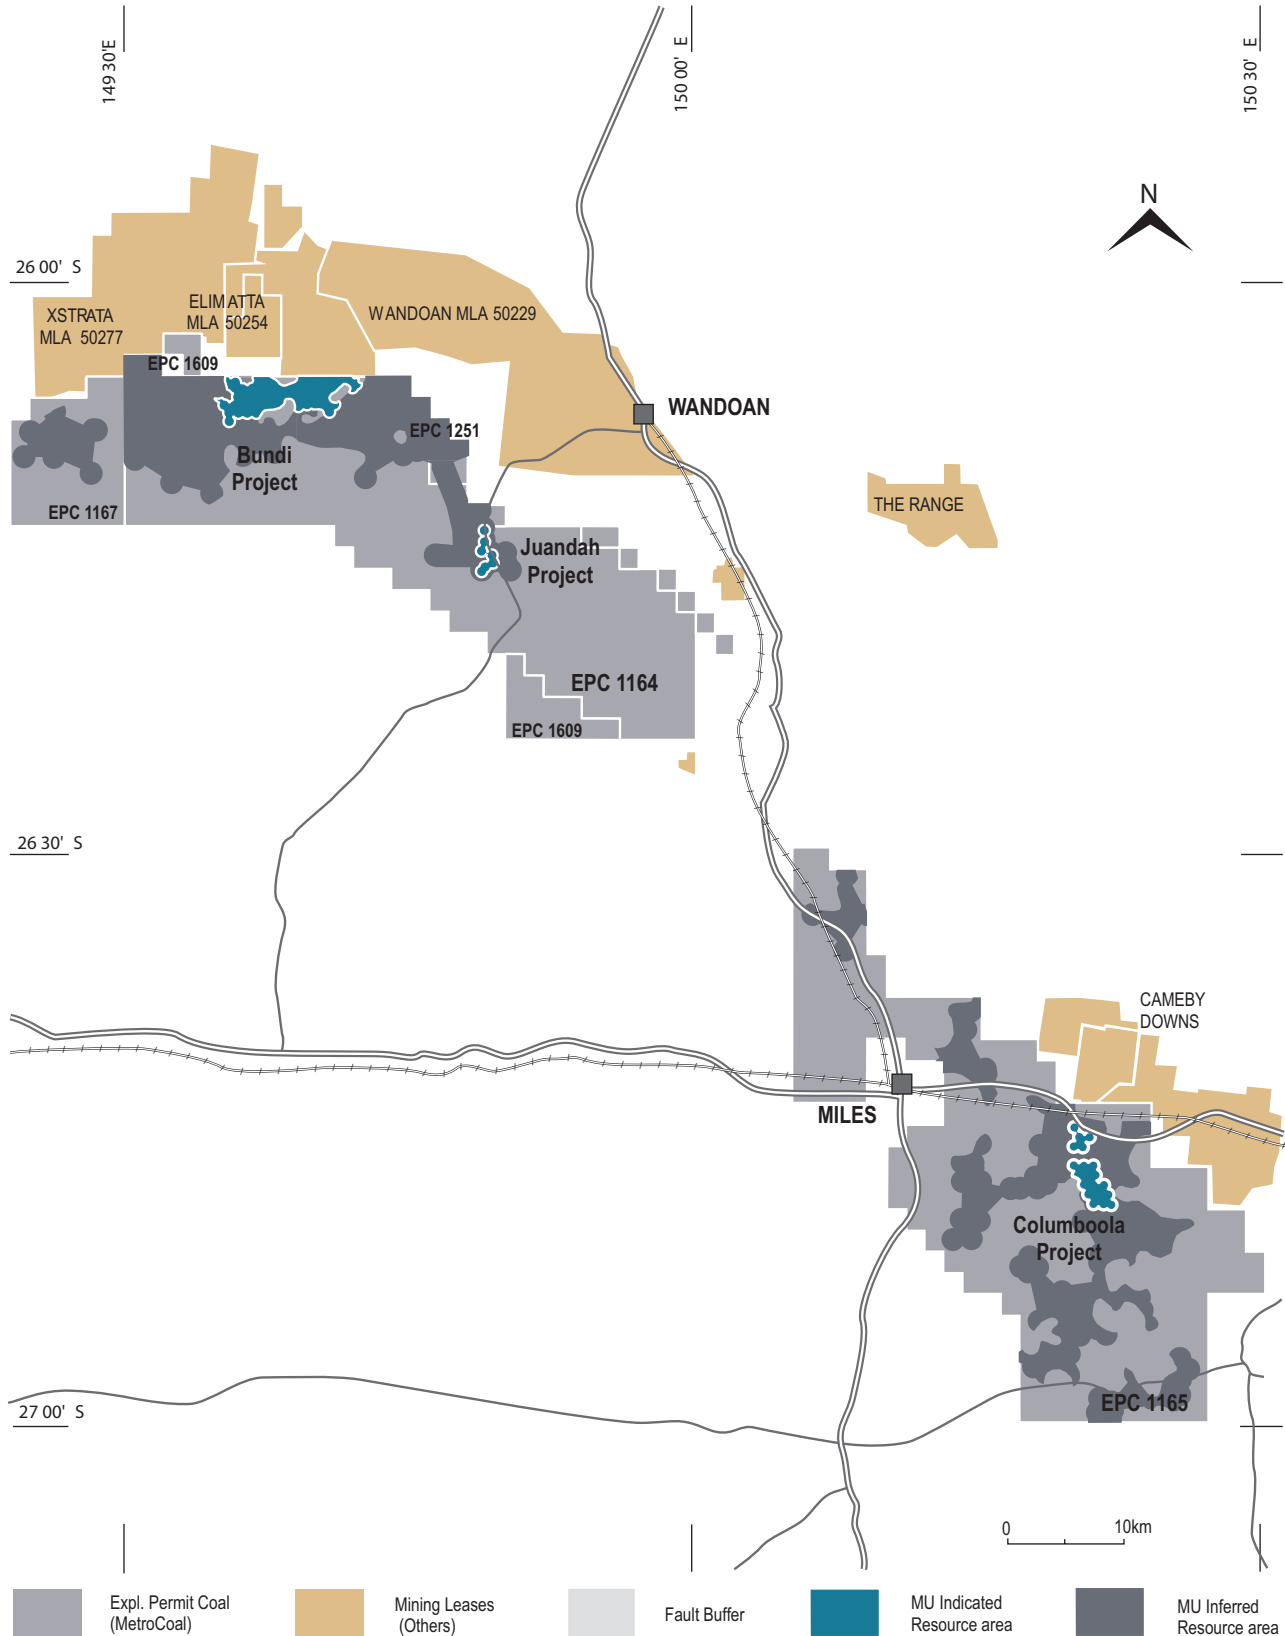 149 30'E
150 00' E
150 30' E
N
26 00' S
XSTRATA
MLA 50277
ELIMATTA
MLA 50254
WANDOAN MLA 50229
EPC 1609
WANDOAN
EPC 1251
Bundi
Project
EPC 1167
THE RANGE
Juandah
Project
EPC 1164
EPC 1609
26 30' S
CAMEBY
DOWNS
MILES
Columboola
Project
EPC 1165
27 00' S
0 10km
Expl. Permit Coal
(MetroCoal)
Mining Leases
(Others)
Fault Buffer
MU Indicated
Resource area
MU Inferred
Resource area